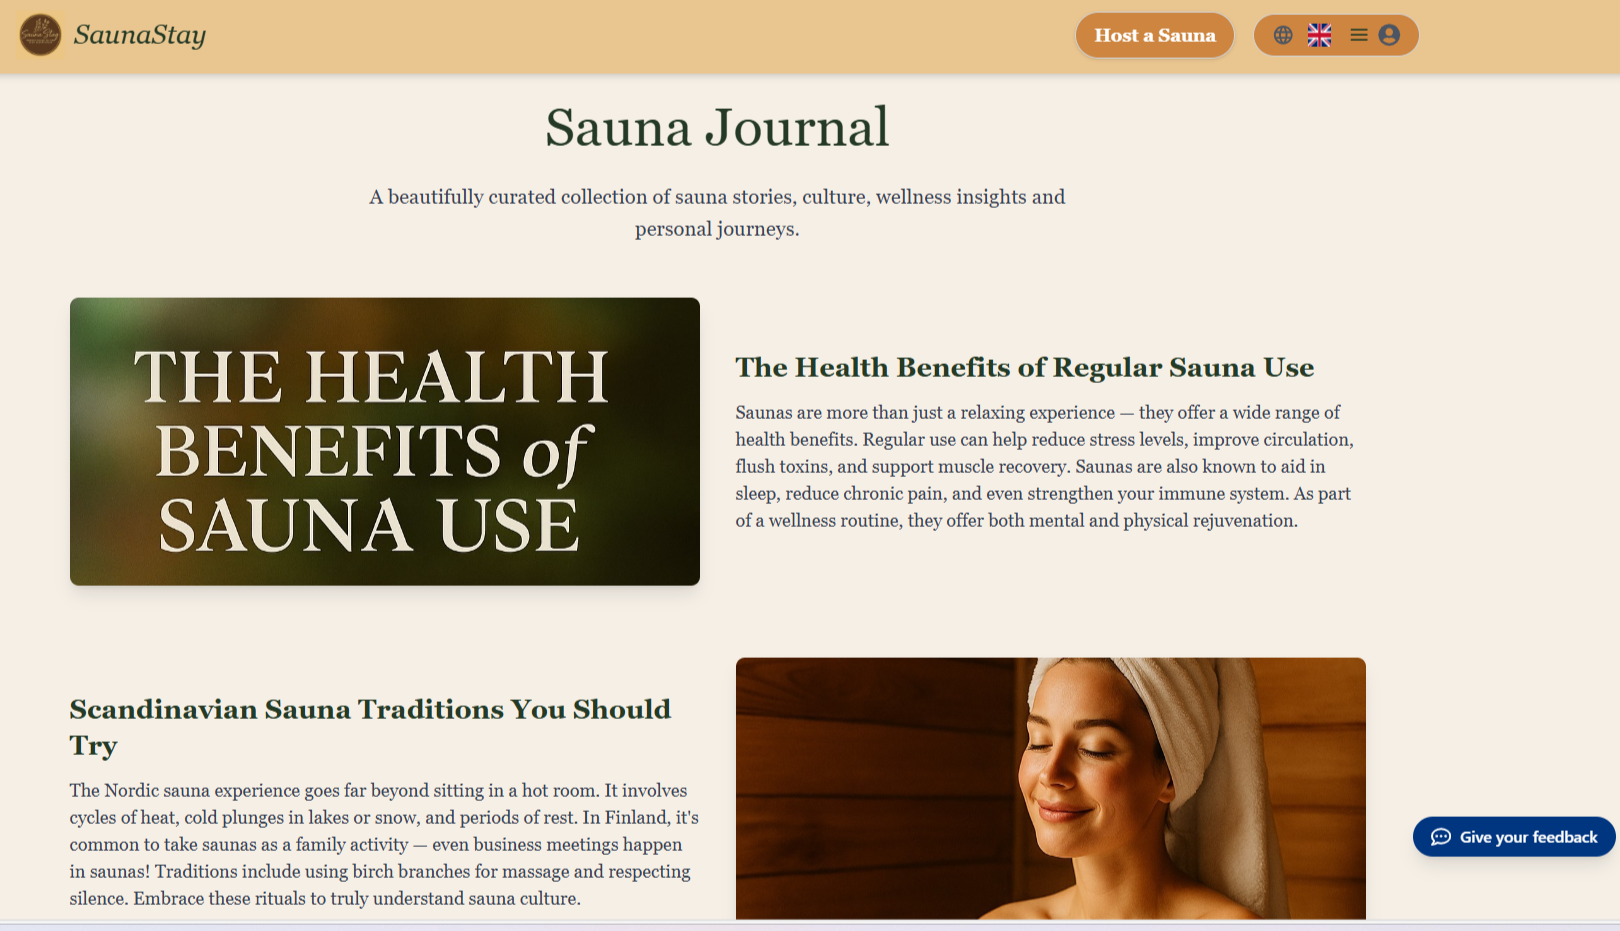 SaunaStay
Host a Sauna
Sauna Journal
A beautifully curated collection of sauna stories, culture, wellness insights and
personal journeys.
THE HEALTH
BENEFITS of
SAUNA USE
The Health Benefits of Regular Sauna Use
Saunas are more than just a relaxing experience — they offer a wide range of
health benefits. Regular use can help reduce stress levels, improve circulation,
flush toxins, and support muscle recovery. Saunas are also known to aid in
sleep, reduce chronic pain, and even strengthen your immune system. As part
of a wellness routine, they offer both mental and physical rejuvenation.
Scandinavian Sauna Traditions You Should
Try
The Nordic sauna experience goes far beyond sitting in a hot room. It involves
cycles of heat, cold plunges in lakes or snow, and periods of rest. In Finland, it's
common to take saunas as a family activity — even business meetings happen
in saunas! Traditions include using birch branches for massage and respecting
silence. Embrace these rituals to truly understand sauna culture.
Give your feedback